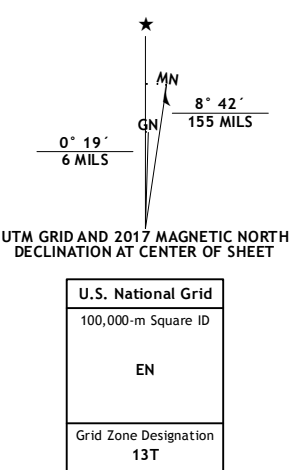 ★
MN
8° 42´
155 MILS
GN
0° 19´
6 MILS
UTM GRID AND 2017 MAGNETIC NORTH
DECLINATION AT CENTER OF SHEET
U.S. National Grid
100,000-m Square ID
EN
Grid Zone Designation
13T